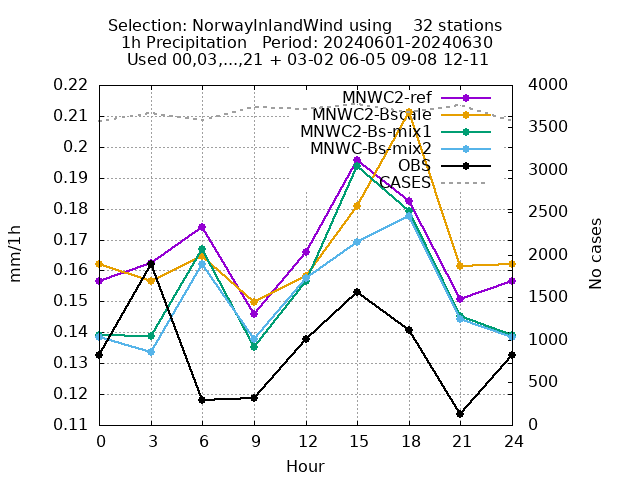 Selection: NorwayInlandWind using    32 stations
1h Precipitation   Period: 20240601-20240630
Used 00,03,...,21 + 03-02 06-05 09-08 12-11
MNWC2-ref
MNWC2-Bscale
MNWC2-Bs-mix1
MNWC-Bs-mix2
OBS
CASES
mm/1h
0.22
0.21
0.2
0.19
0.18
0.17
0.16
0.15
0.14
0.13
0.12
0.11
4000
3500
3000
2500
2000
1500
1000
500
0
No cases
0 3 6 9 12 15 18 21 24
Hour